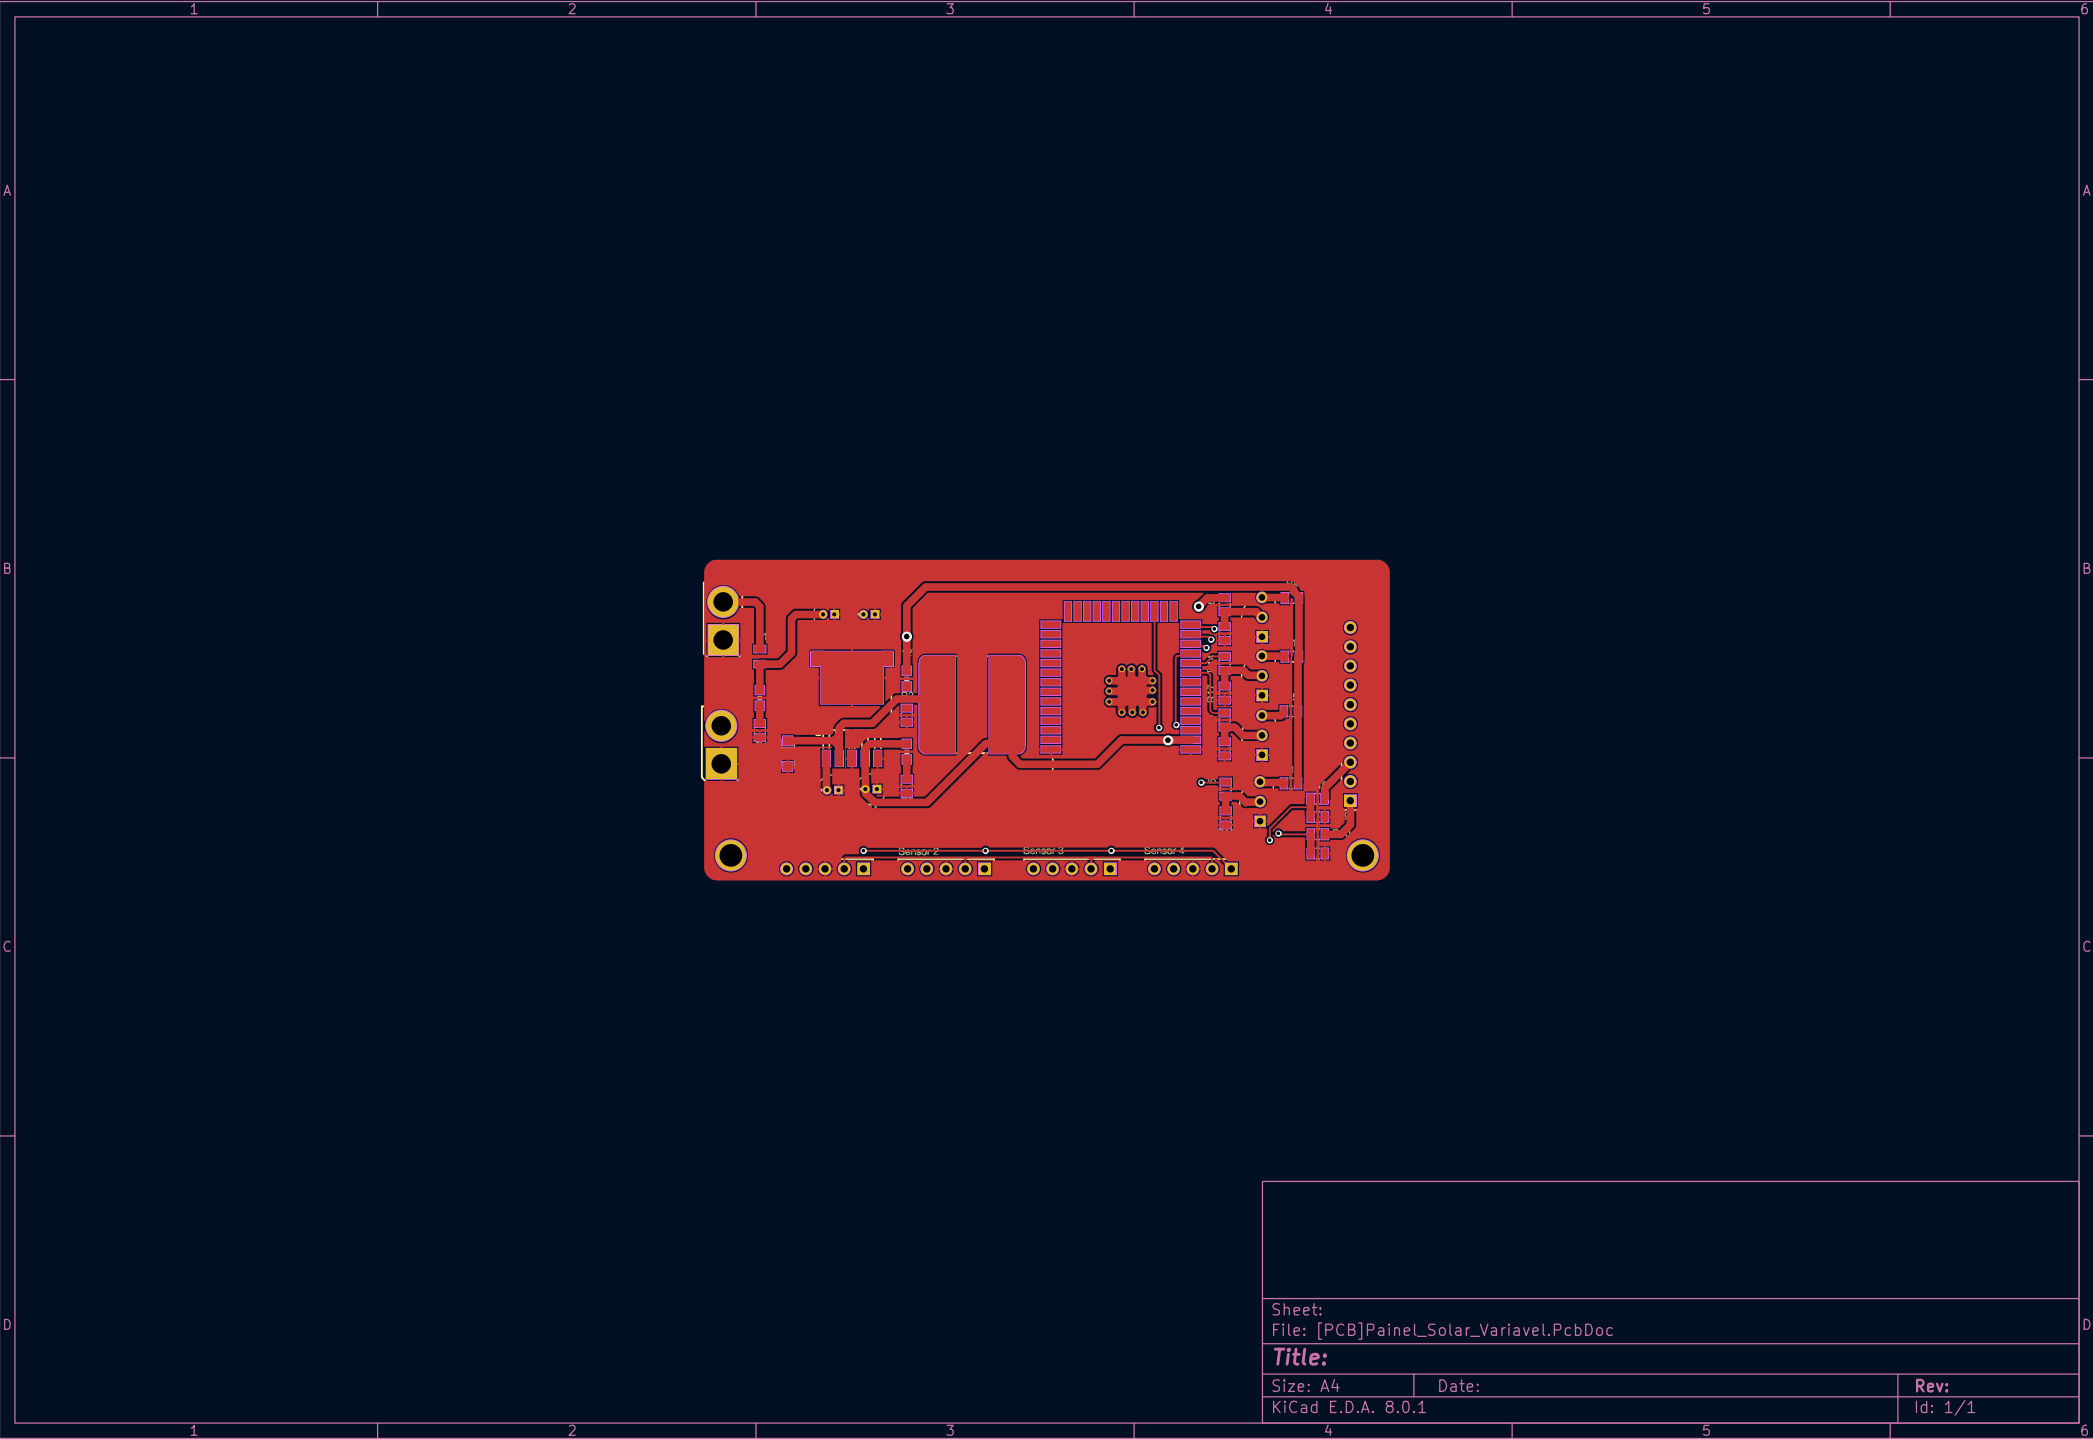 1 2 3 4 5 6
A A
B B
Sensor 2 Sensor 3 Sensor 4
C C
Sheet:
File: [PCB]Painel_Solar_Variavel.PcbDoc
D D
Title:
Size: A4 Date: Rev:
KiCad E.D.A. 8.0.1 Id: 1/1
1 2 3 4 5 6